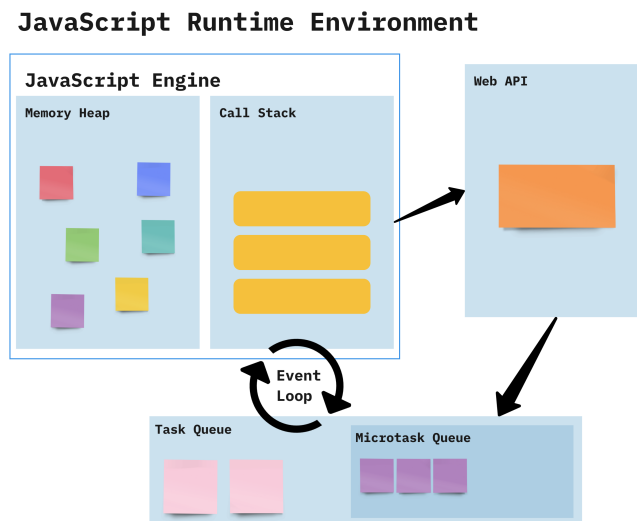 JavaScript Runtime Environment
JavaScript Engine
Memory Heap
Call Stack
Web API
Event
Loop
Task Queue
Microtask Queue